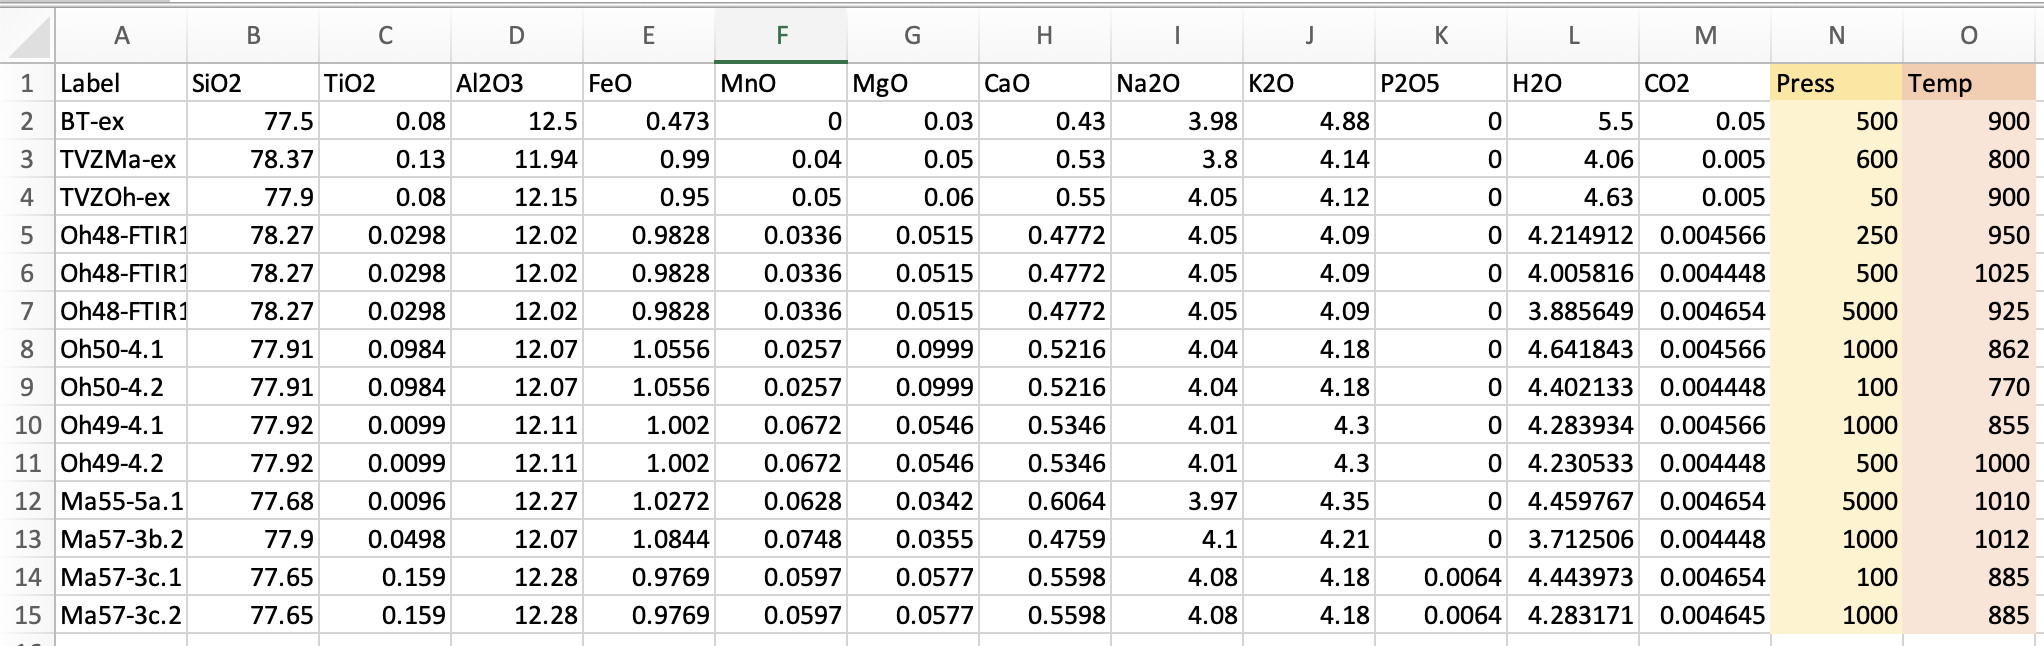 A B C D E F G H I J K L M N O
1 Label SiO2 TiO2 Al2O3 FeO MnO MgO CaO Na2O K2O P2O5 H2O CO2 Press Temp
2 BT-ex 77.5 0.08 12.5 0.473 0 0.03 0.43 3.98 4.88 0 5.5 0.05 500 900
3 TVZMa-ex 78.37 0.13 11.94 0.99 0.04 0.05 0.53 3.8 4.14 0 4.06 0.005 600 800
4 TVZOh-ex 77.9 0.08 12.15 0.95 0.05 0.06 0.55 4.05 4.12 0 4.63 0.005 50 900
5 Oh48-FTIR1 78.27 0.0298 12.02 0.9828 0.0336 0.0515 0.4772 4.05 4.09 0 4.214912 0.004566 250 950
6 Oh48-FTIR1 78.27 0.0298 12.02 0.9828 0.0336 0.0515 0.4772 4.05 4.09 0 4.005816 0.004448 500 1025
7 Oh48-FTIR1 78.27 0.0298 12.02 0.9828 0.0336 0.0515 0.4772 4.05 4.09 0 3.885649 0.004654 5000 925
8 Oh50-4.1 77.91 0.0984 12.07 1.0556 0.0257 0.0999 0.5216 4.04 4.18 0 4.641843 0.004566 1000 862
9 Oh50-4.2 77.91 0.0984 12.07 1.0556 0.0257 0.0999 0.5216 4.04 4.18 0 4.402133 0.004448 100 770
10 Oh49-4.1 77.92 0.0099 12.11 1.002 0.0672 0.0546 0.5346 4.01 4.3 0 4.283934 0.004566 1000 855
11 Oh49-4.2 77.92 0.0099 12.11 1.002 0.0672 0.0546 0.5346 4.01 4.3 0 4.230533 0.004448 500 1000
12 Ma55-5a.1 77.68 0.0096 12.27 1.0272 0.0628 0.0342 0.6064 3.97 4.35 0 4.459767 0.004654 5000 1010
13 Ma57-3b.2 77.9 0.0498 12.07 1.0844 0.0748 0.0355 0.4759 4.1 4.21 0 3.712506 0.004448 1000 1012
14 Ma57-3c.1 77.65 0.159 12.28 0.9769 0.0597 0.0577 0.5598 4.08 4.18 0.0064 4.443973 0.004654 100 885
15 Ma57-3c.2 77.65 0.159 12.28 0.9769 0.0597 0.0577 0.5598 4.08 4.18 0.0064 4.283171 0.004645 1000 885